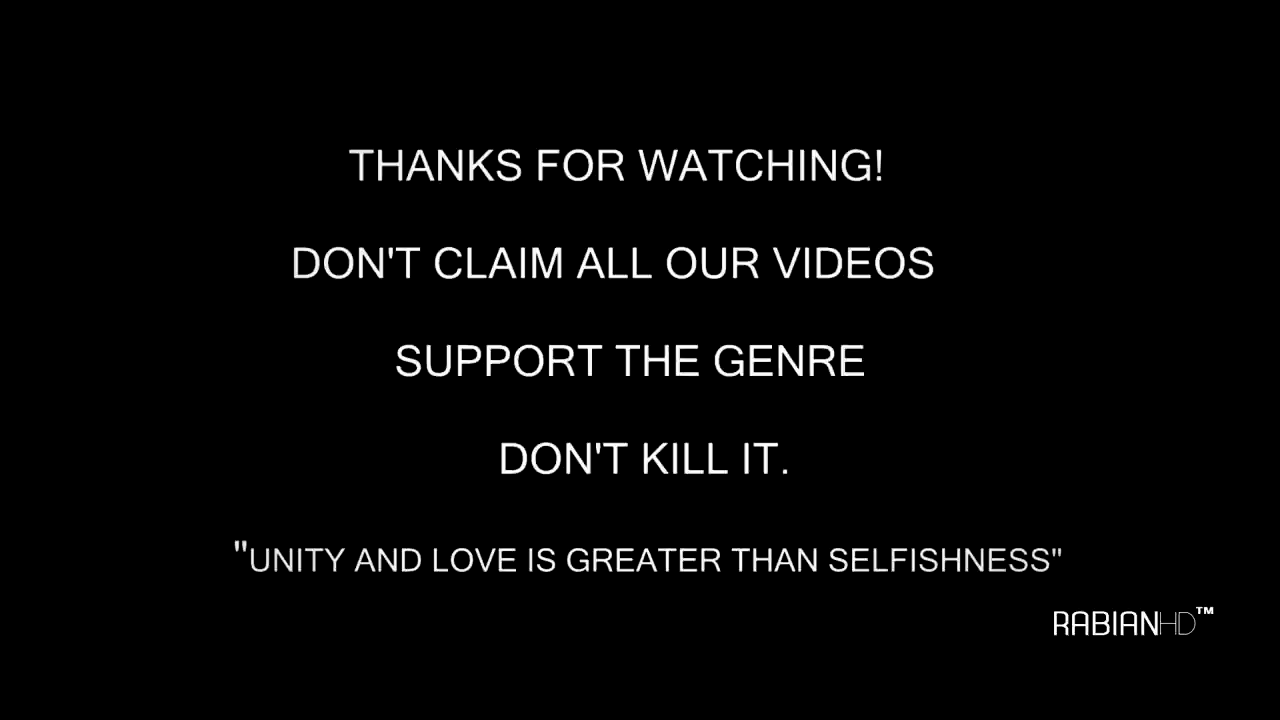 THANKS FOR WATCHING!
DON'T CLAIM ALL OUR VIDEOS
SUPPORT THE GENRE
DON'T KILL IT.
"UNITY AND LOVE IS GREATER THAN SELFISHNESS"
RABIANHD™